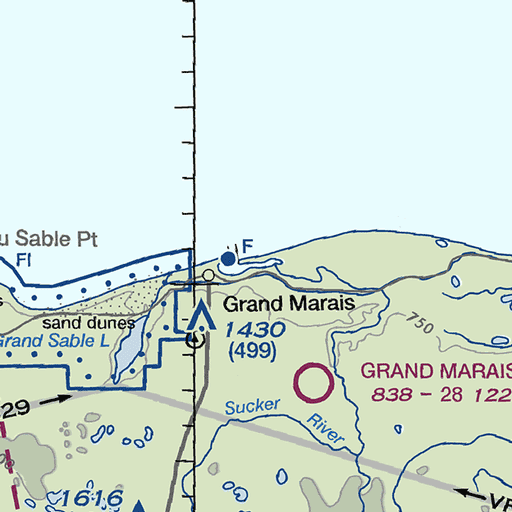 u Sable Pt
Fl
F
Grand Marais
sand dunes
Grand Sable L
1430
(499)
750
GRAND MARAIS
838 - 28 122
29
Sucker
River
1616
VR